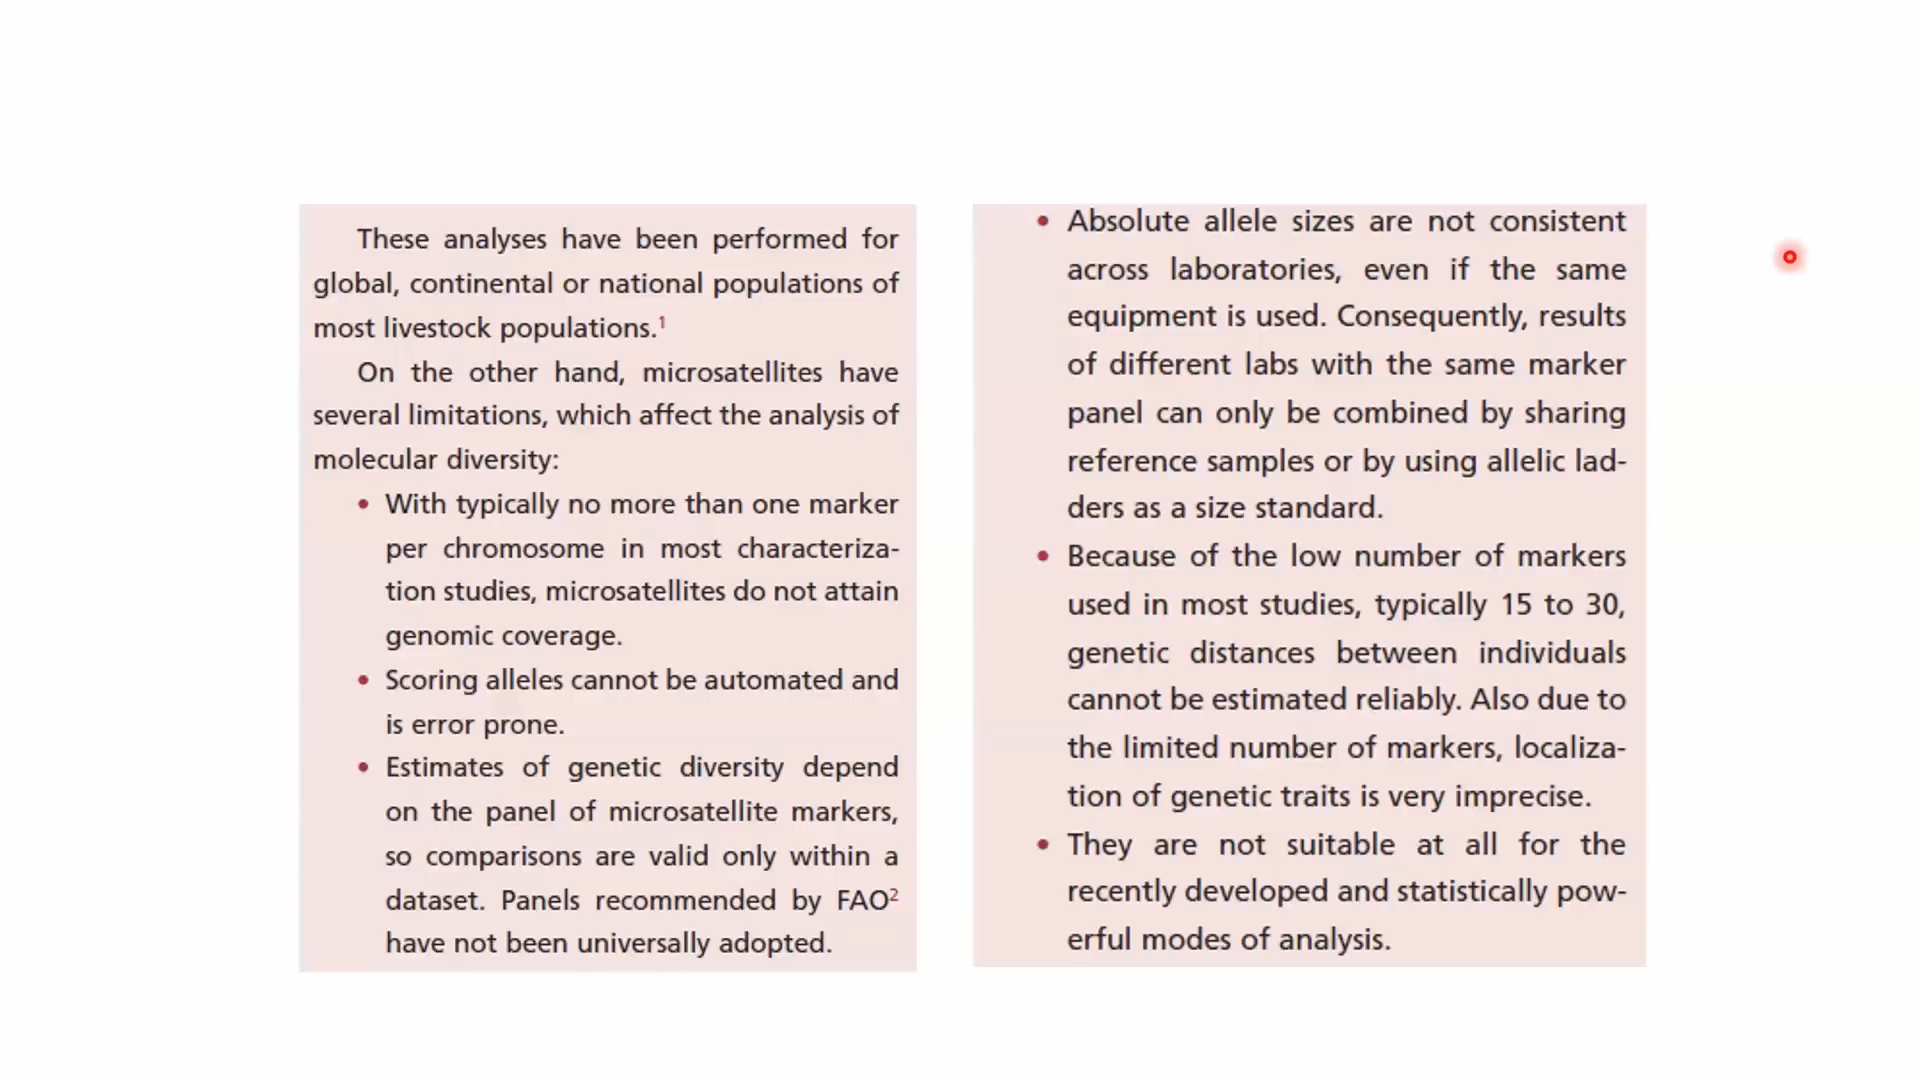 These analyses have been performed for
global, continental or national populations of
most livestock populations.¹
On the other hand, microsatellites have
several limitations, which affect the analysis of
molecular diversity:
• With typically no more than one marker
per chromosome in most characteriza-
tion studies, microsatellites do not attain
genomic coverage.
• Scoring alleles cannot be automated and
is error prone.
• Estimates of genetic diversity depend
on the panel of microsatellite markers,
so comparisons are valid only within a
dataset. Panels recommended by FAO²
have not been universally adopted.
• Absolute allele sizes are not consistent
across laboratories, even if the same
equipment is used. Consequently, results
of different labs with the same marker
panel can only be combined by sharing
reference samples or by using allelic lad-
ders as a size standard.
• Because of the low number of markers
used in most studies, typically 15 to 30,
genetic distances between individuals
cannot be estimated reliably. Also due to
the limited number of markers, localiza-
tion of genetic traits is very imprecise.
• They are not suitable at all for the
recently developed and statistically pow-
erful modes of analysis.